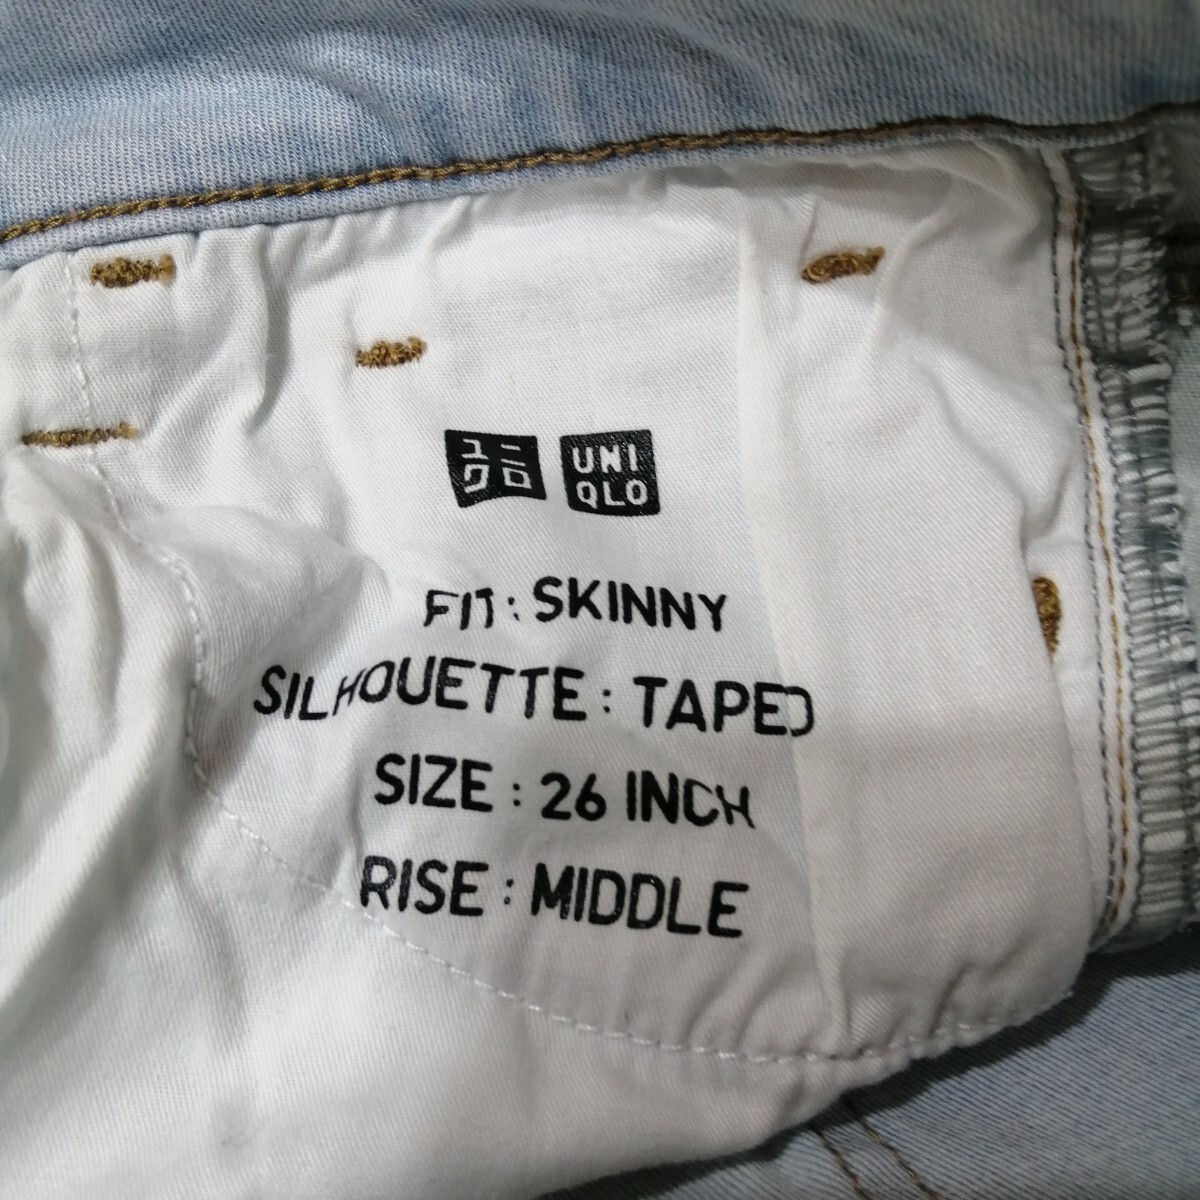 ユニ UNI
クロ QLO
FIT : SKINNY
SILHOUETTE : TAPED
SIZE : 26 INCH
RISE : MIDDLE